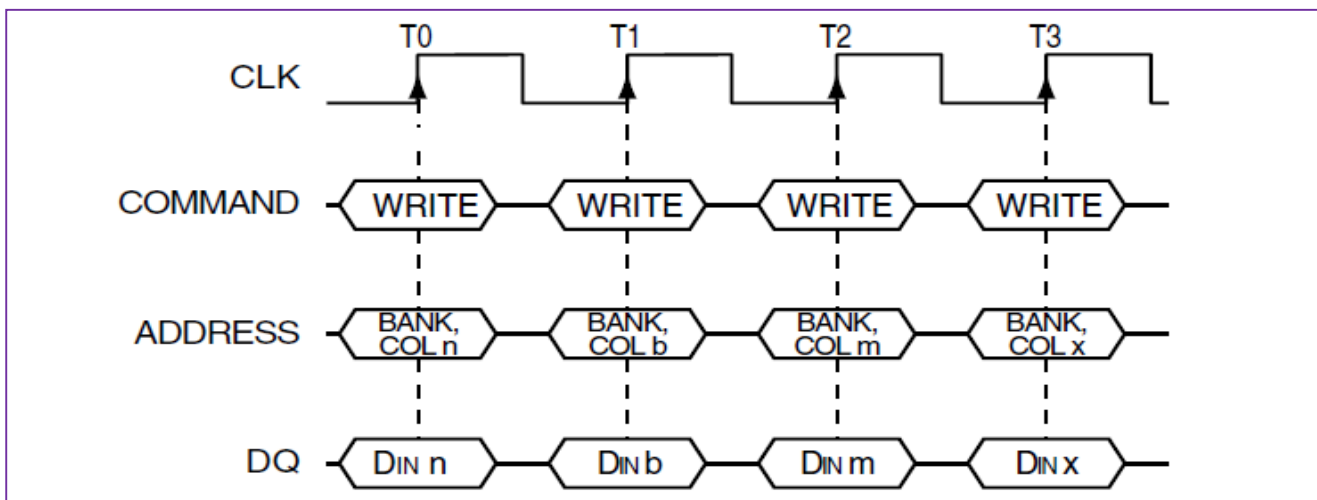 T0 T1 T2 T3
CLK
COMMAND WRITE WRITE WRITE WRITE
ADDRESS BANK, COL n BANK, COL b BANK, COL m BANK, COL x
DQ DIN n DIN b DIN m DIN x